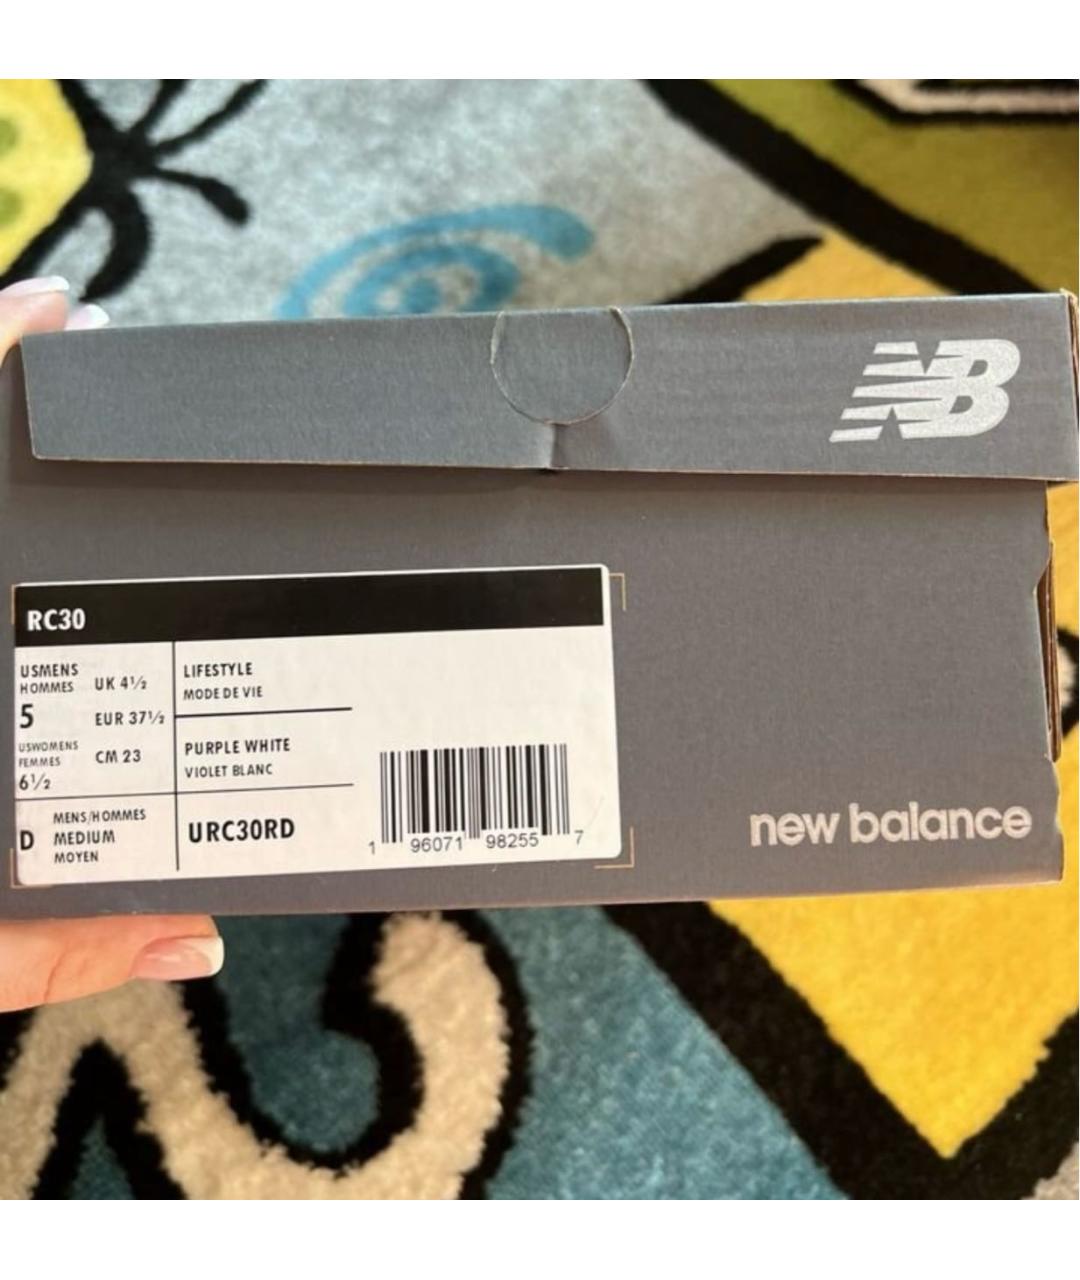 NB
RC30
USMENS
HOMMES
5
UK 4½
EUR 37½
USWOMENS
FEMMES
6½
CM 23
D
MENS/HOMMES
MEDIUM
MOYEN
LIFESTYLE
MODE DE VIE
PURPLE WHITE
VIOLET BLANC
URC30RD
1 96071 98255 7
new balance